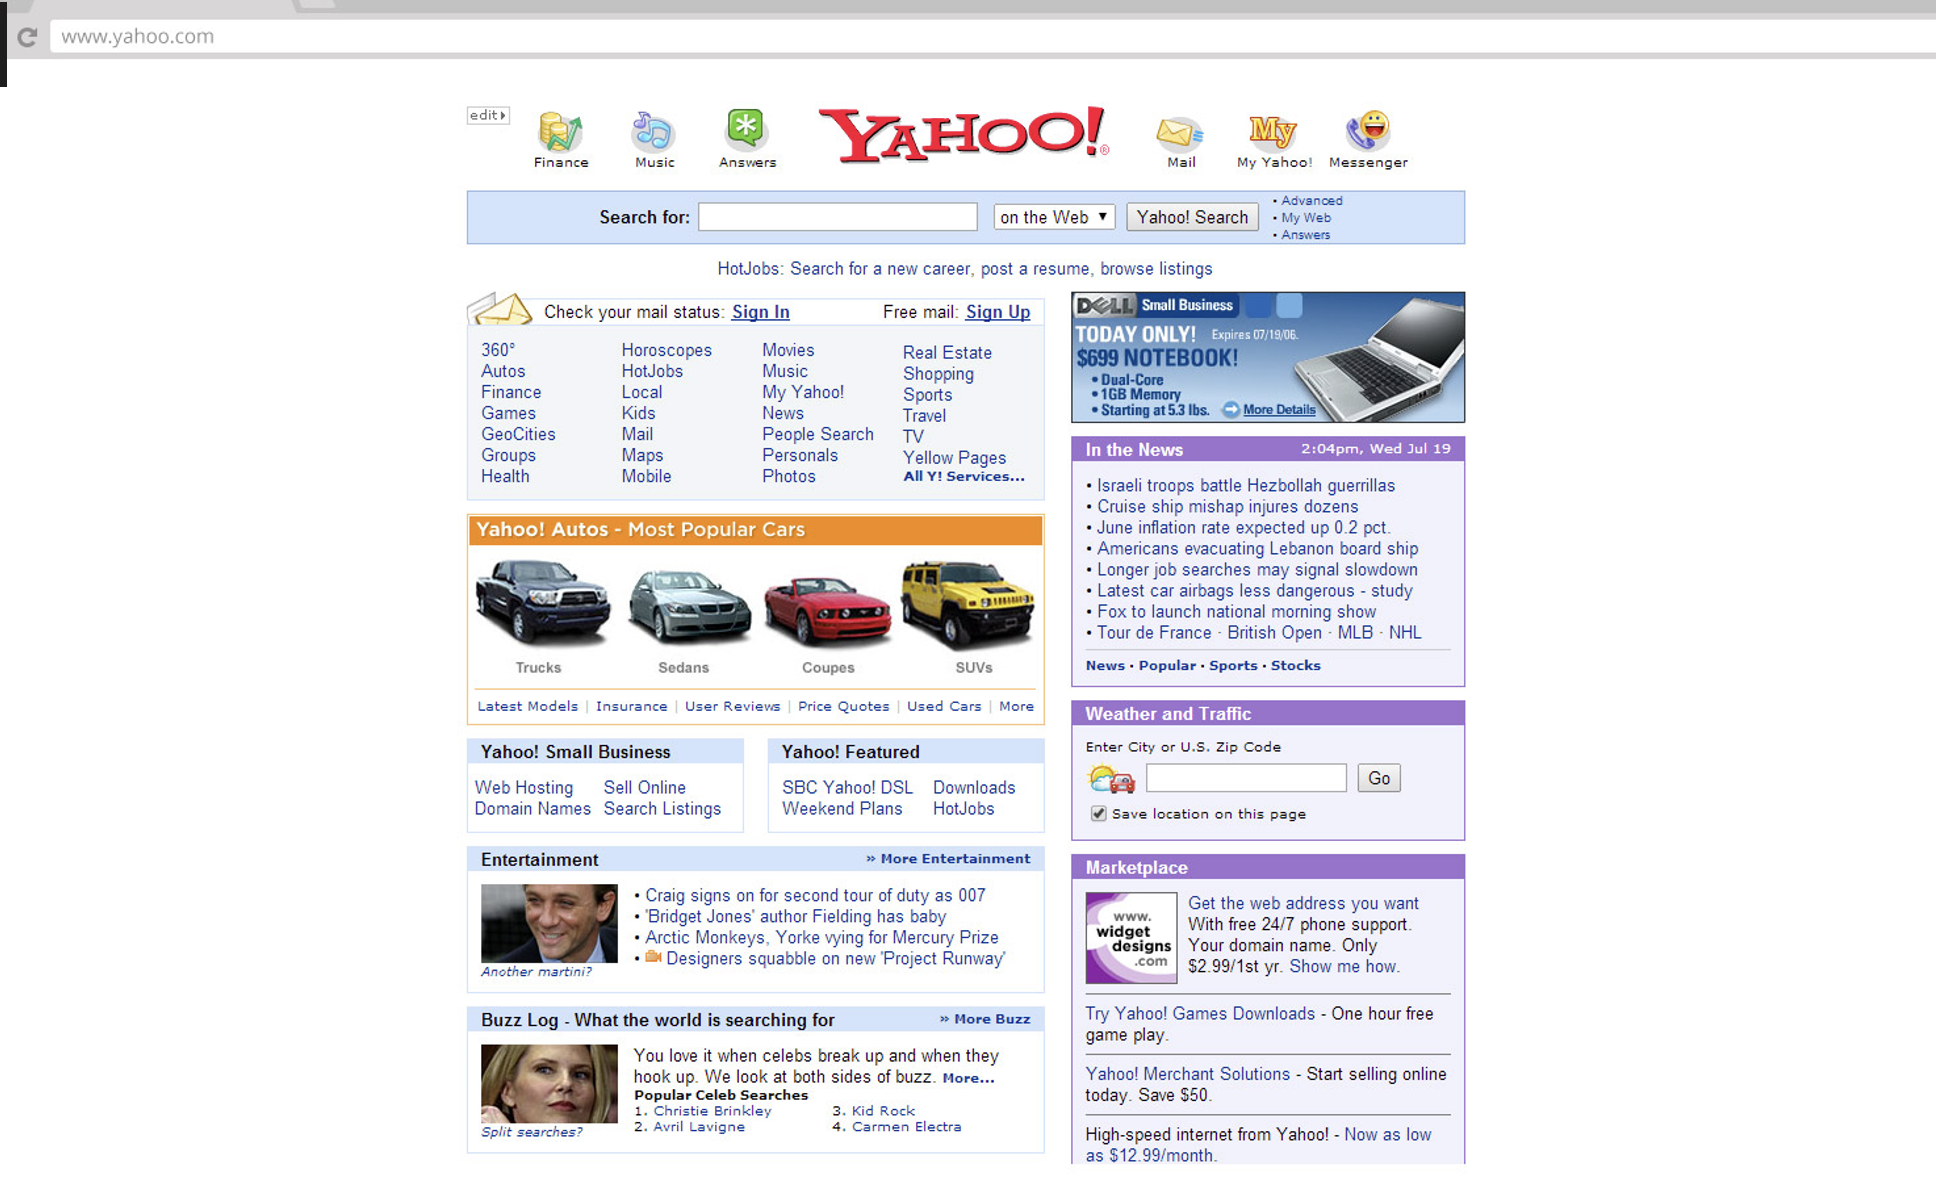 www.yahoo.com
edit
Finance
Music
Answers
YAHOO!®
Mail
My
My Yahoo!
Messenger
Search for: on the Web Yahoo! Search
• Advanced
• My Web
• Answers
HotJobs: Search for a new career, post a resume, browse listings
Check your mail status: Sign In Free mail: Sign Up
360° Horoscopes Movies Real Estate
Autos HotJobs Music Shopping
Finance Local My Yahoo! Sports
Games Kids News Travel
GeoCities Mail People Search TV
Groups Maps Personals Yellow Pages
Health Mobile Photos All Y! Services...
Yahoo! Autos - Most Popular Cars
Trucks Sedans Coupes SUVs
Latest Models | Insurance | User Reviews | Price Quotes | Used Cars | More
Yahoo! Small Business
Web Hosting Sell Online
Domain Names Search Listings
Yahoo! Featured
SBC Yahoo! DSL Downloads
Weekend Plans HotJobs
Entertainment » More Entertainment
• Craig signs on for second tour of duty as 007
• 'Bridget Jones' author Fielding has baby
• Arctic Monkeys, Yorke vying for Mercury Prize
• Designers squabble on new 'Project Runway'
Another martini?
Buzz Log - What the world is searching for » More Buzz
You love it when celebs break up and when they
hook up. We look at both sides of buzz. More...
Popular Celeb Searches
1. Christie Brinkley 3. Kid Rock
2. Avril Lavigne 4. Carmen Electra
Split searches?
DELL Small Business
TODAY ONLY! Expires 07/19/06.
$699 NOTEBOOK!
• Dual-Core
• 1GB Memory
• Starting at 5.3 lbs. More Details
In the News 2:04pm, Wed Jul 19
• Israeli troops battle Hezbollah guerrillas
• Cruise ship mishap injures dozens
• June inflation rate expected up 0.2 pct.
• Americans evacuating Lebanon board ship
• Longer job searches may signal slowdown
• Latest car airbags less dangerous - study
• Fox to launch national morning show
• Tour de France · British Open · MLB · NHL
News • Popular • Sports • Stocks
Weather and Traffic
Enter City or U.S. Zip Code
Go
Save location on this page
Marketplace
www.
widget
designs
.com
Get the web address you want
With free 24/7 phone support.
Your domain name. Only
$2.99/1st yr. Show me how.
Try Yahoo! Games Downloads - One hour free
game play.
Yahoo! Merchant Solutions - Start selling online
today. Save $50.
High-speed internet from Yahoo! - Now as low
as $12.99/month.